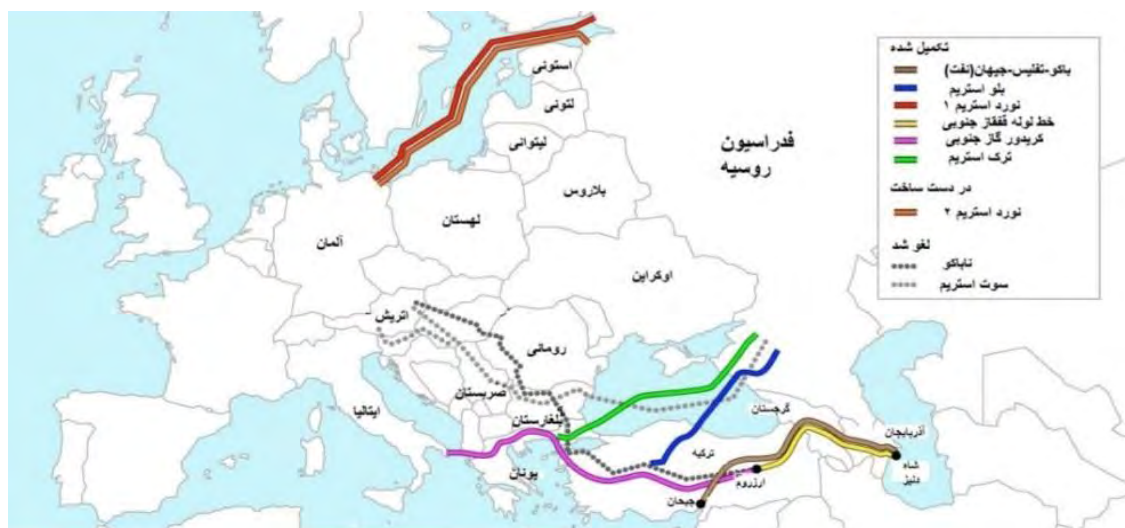 استونی
لتونی
لیتوانی
فدراسیون
روسیه
بلاروس
لهستان
آلمان
اوکراین
اتریش
رومانی
صربستان
ایتالیا
بلغارستان
گرجستان
آذربایجان
ترکیه
شاه
دنیز
یونان
ارزروم
جیحان
تکمیل شده
باکو-تفلیس-جیهان(نفت)
بلو استریم
نورد استریم ۱
خط لوله قفقاز جنوبی
کریدور گاز جنوبی
ترک استریم
در دست ساخت
نورد استریم ۲
لغو شد
ناباکو
سوت استریم